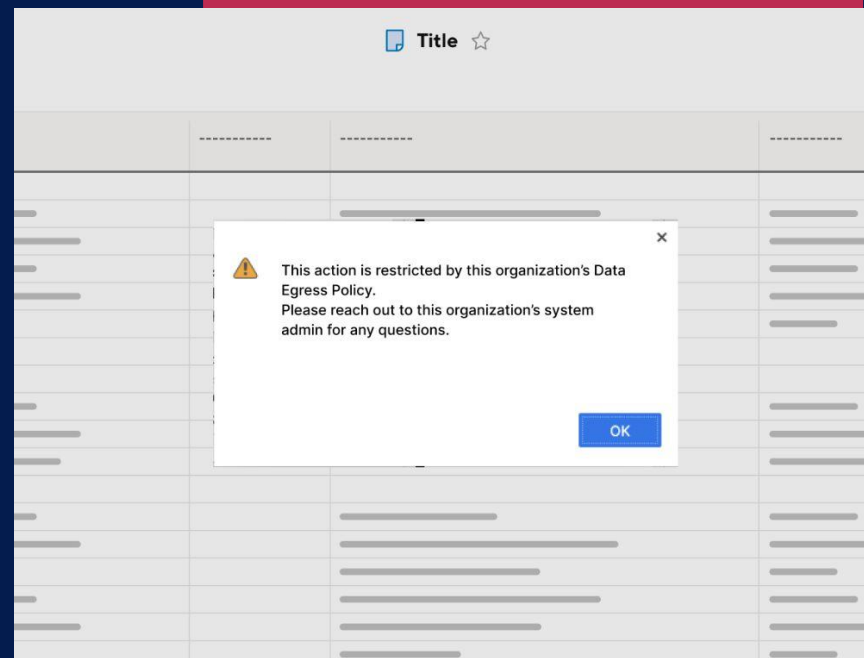 Title
----------- ----------- -----------
This action is restricted by this organization’s Data
Egress Policy.
Please reach out to this organization’s system
admin for any questions.
OK